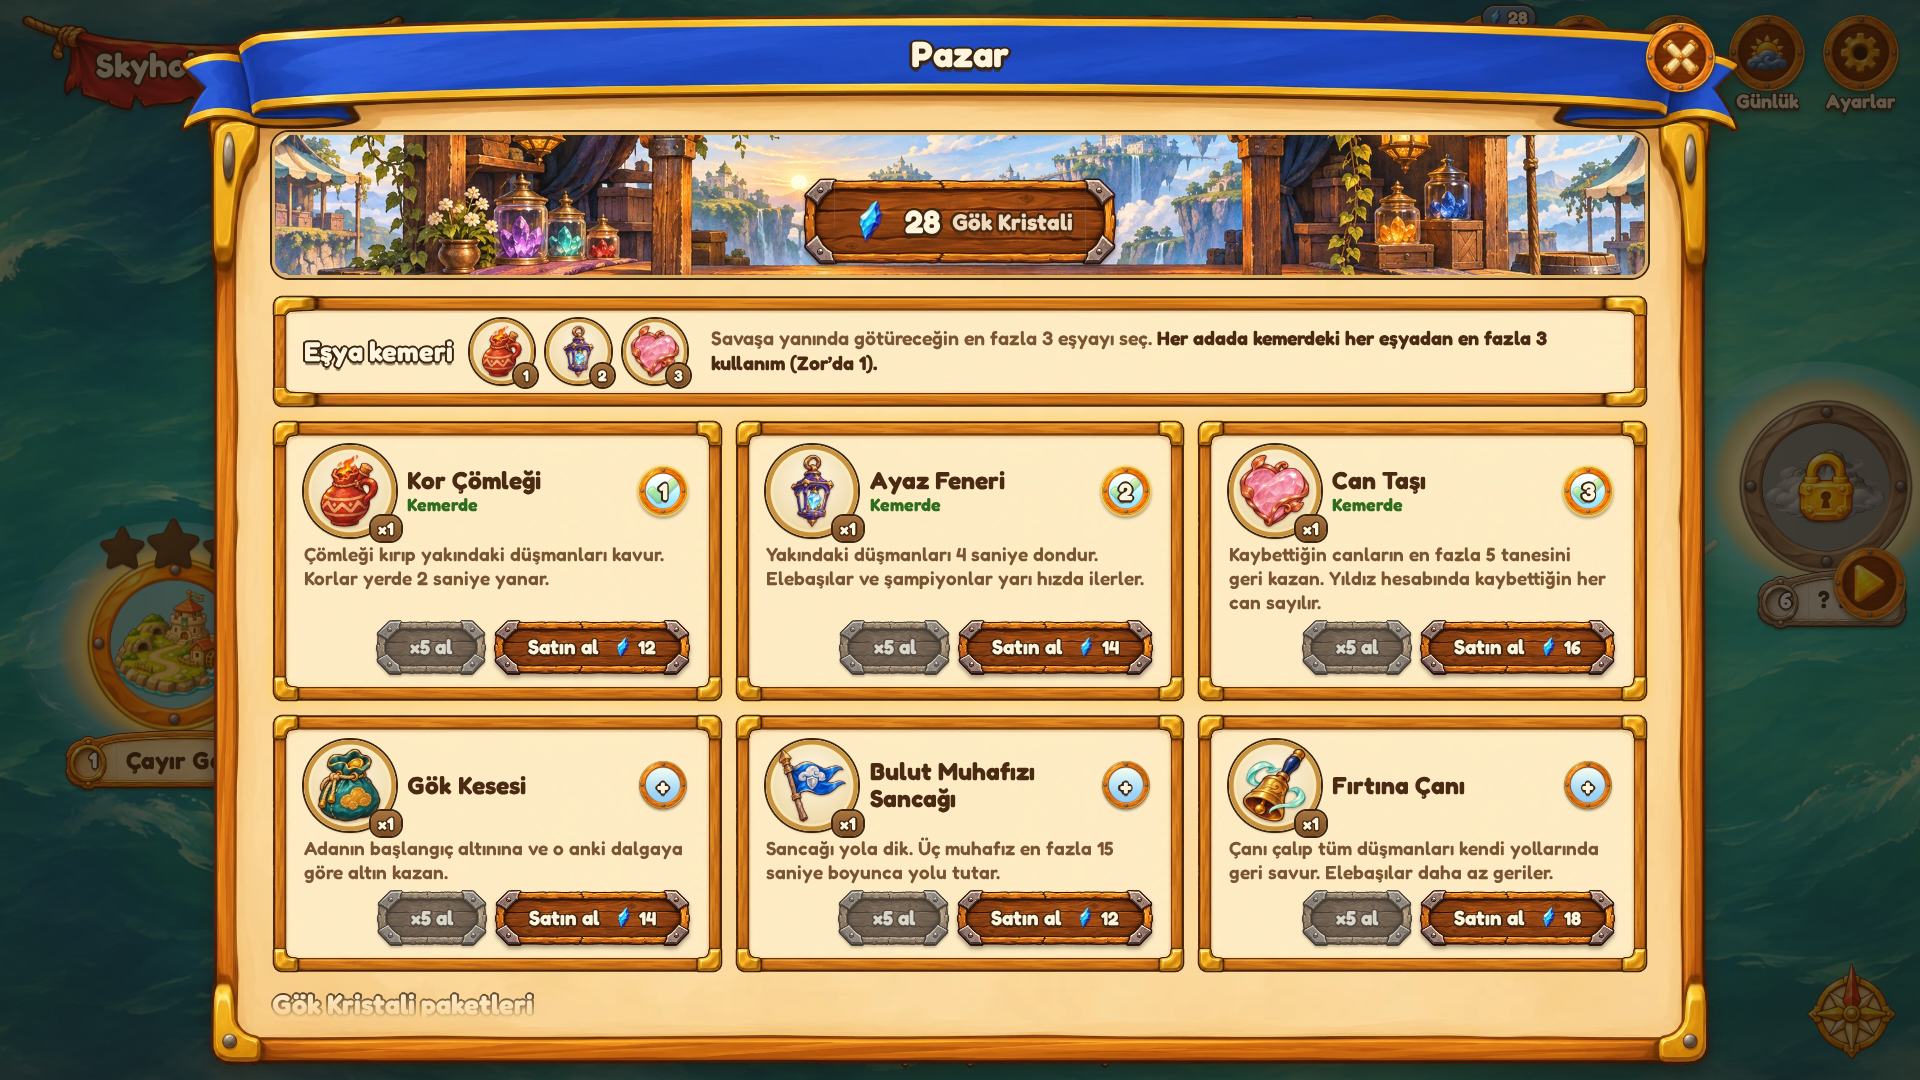 28
Pazar
Günlük
Ayarlar
28 Gök Kristali
Eşya kemeri
1
2
3
Savaşa yanında götüreceğin en fazla 3 eşyayı seç. Her adada kemerdeki her eşyadan en fazla 3
kullanım (Zor'da 1).
Kor Çömleği
Kemerde
1
x1
Çömleği kırıp yakındaki düşmanları kavur.
Korlar yerde 2 saniye yanar.
x5 al
Satın al 12
Ayaz Feneri
Kemerde
2
x1
Yakındaki düşmanları 4 saniye dondur.
Elebaşılar ve şampiyonlar yarı hızda ilerler.
x5 al
Satın al 14
Can Taşı
Kemerde
3
x1
Kaybettiğin canların en fazla 5 tanesini
geri kazan. Yıldız hesabında kaybettiğin her
can sayılır.
x5 al
Satın al 16
Gök Kesesi
x1
Adanın başlangıç altınına ve o anki dalgaya
göre altın kazan.
x5 al
Satın al 14
Bulut Muhafızı
Sancağı
x1
Sancağı yola dik. Üç muhafız en fazla 15
saniye boyunca yolu tutar.
x5 al
Satın al 12
Fırtına Çanı
x1
Çanı çalıp tüm düşmanları kendi yollarında
geri savur. Elebaşılar daha az geriler.
x5 al
Satın al 18
Gök Kristali paketleri
1 Çayır
6 ?